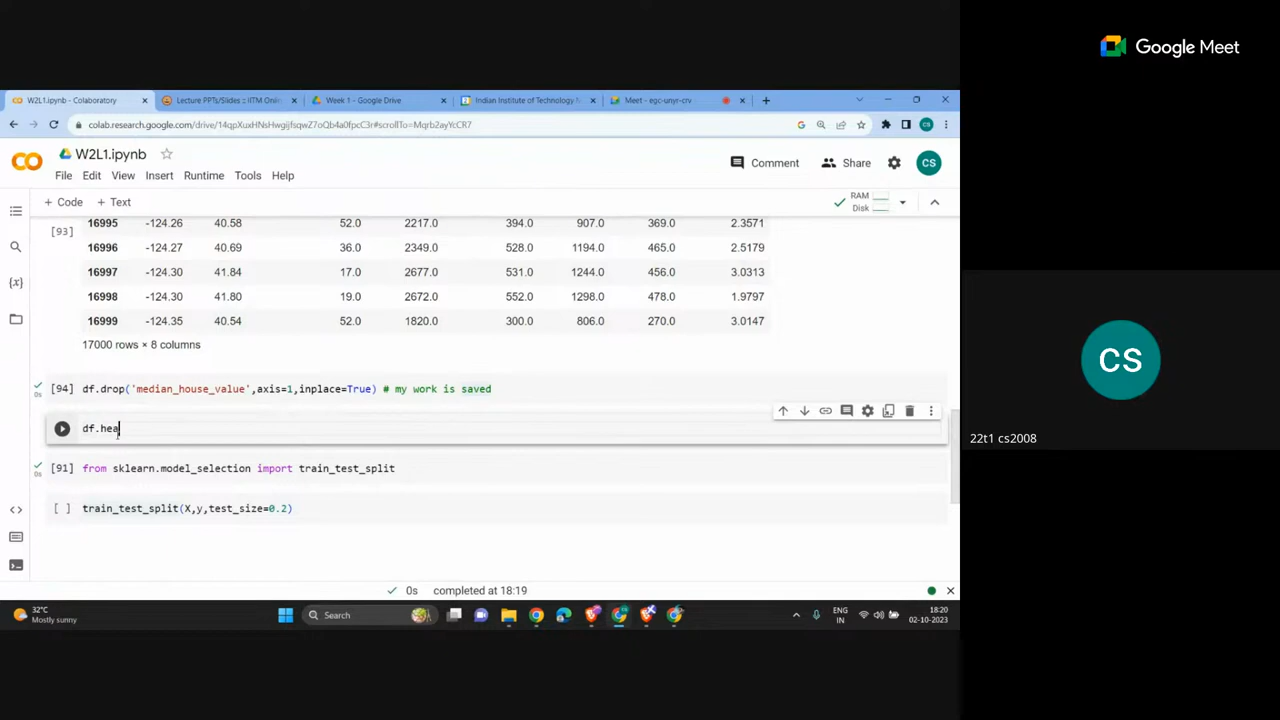 Google Meet
W2L1.ipynb - Colaboratory
Lecture PPTs/Slides :: IITM Onli
Week 1 - Google Drive
Indian Institute of Technology M
Meet - egc-unyr-crv
colab.research.google.com/drive/14qpXuxHNsHwgijfsqwZ7oQb4a0fpcC3r#scrollTo=Mqrb2ayYcCR7
CS
CO
W2L1.ipynb
Comment
Share
CS
File Edit View Insert Runtime Tools Help
+ Code + Text
RAM
Disk
[93]
16995 -124.26 40.58 52.0 2217.0 394.0 907.0 369.0 2.3571
16996 -124.27 40.69 36.0 2349.0 528.0 1194.0 465.0 2.5179
16997 -124.30 41.84 17.0 2677.0 531.0 1244.0 456.0 3.0313
16998 -124.30 41.80 19.0 2672.0 552.0 1298.0 478.0 1.9797
16999 -124.35 40.54 52.0 1820.0 300.0 806.0 270.0 3.0147
17000 rows × 8 columns
0s
[94] df.drop('median_house_value',axis=1,inplace=True) # my work is saved
df.hea
0s
[91] from sklearn.model_selection import train_test_split
[ ] train_test_split(X,y,test_size=0.2)
0s completed at 18:19
CS
22t1 cs2008
32°C
Mostly sunny
Search
ENG
IN
18:20
02-10-2023